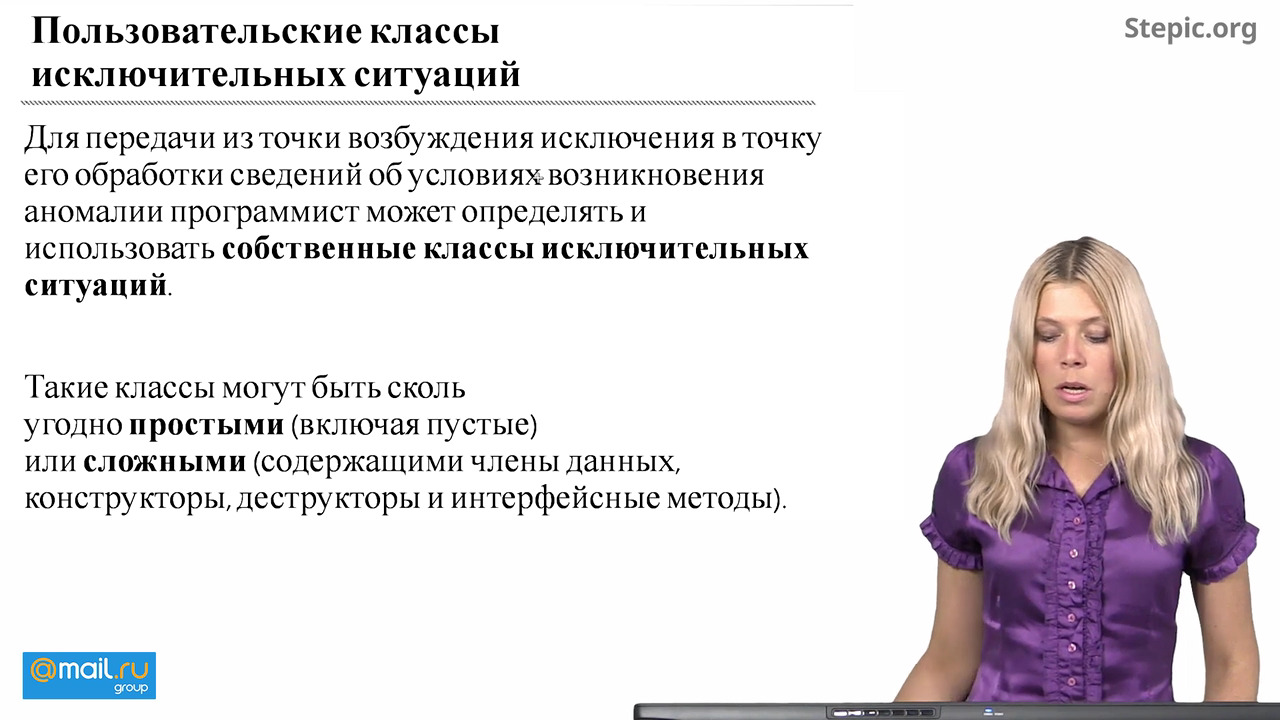 Пользовательские классы
исключительных ситуаций
Stepic.org
Для передачи из точки возбуждения исключения в точку
его обработки сведений об условиях возникновения
аномалии программист может определять и
использовать собственные классы исключительных
ситуаций.
Такие классы могут быть сколь
угодно простыми (включая пустые)
или сложными (содержащими члены данных,
конструкторы, деструкторы и интерфейсные методы).
@mail.ru
group